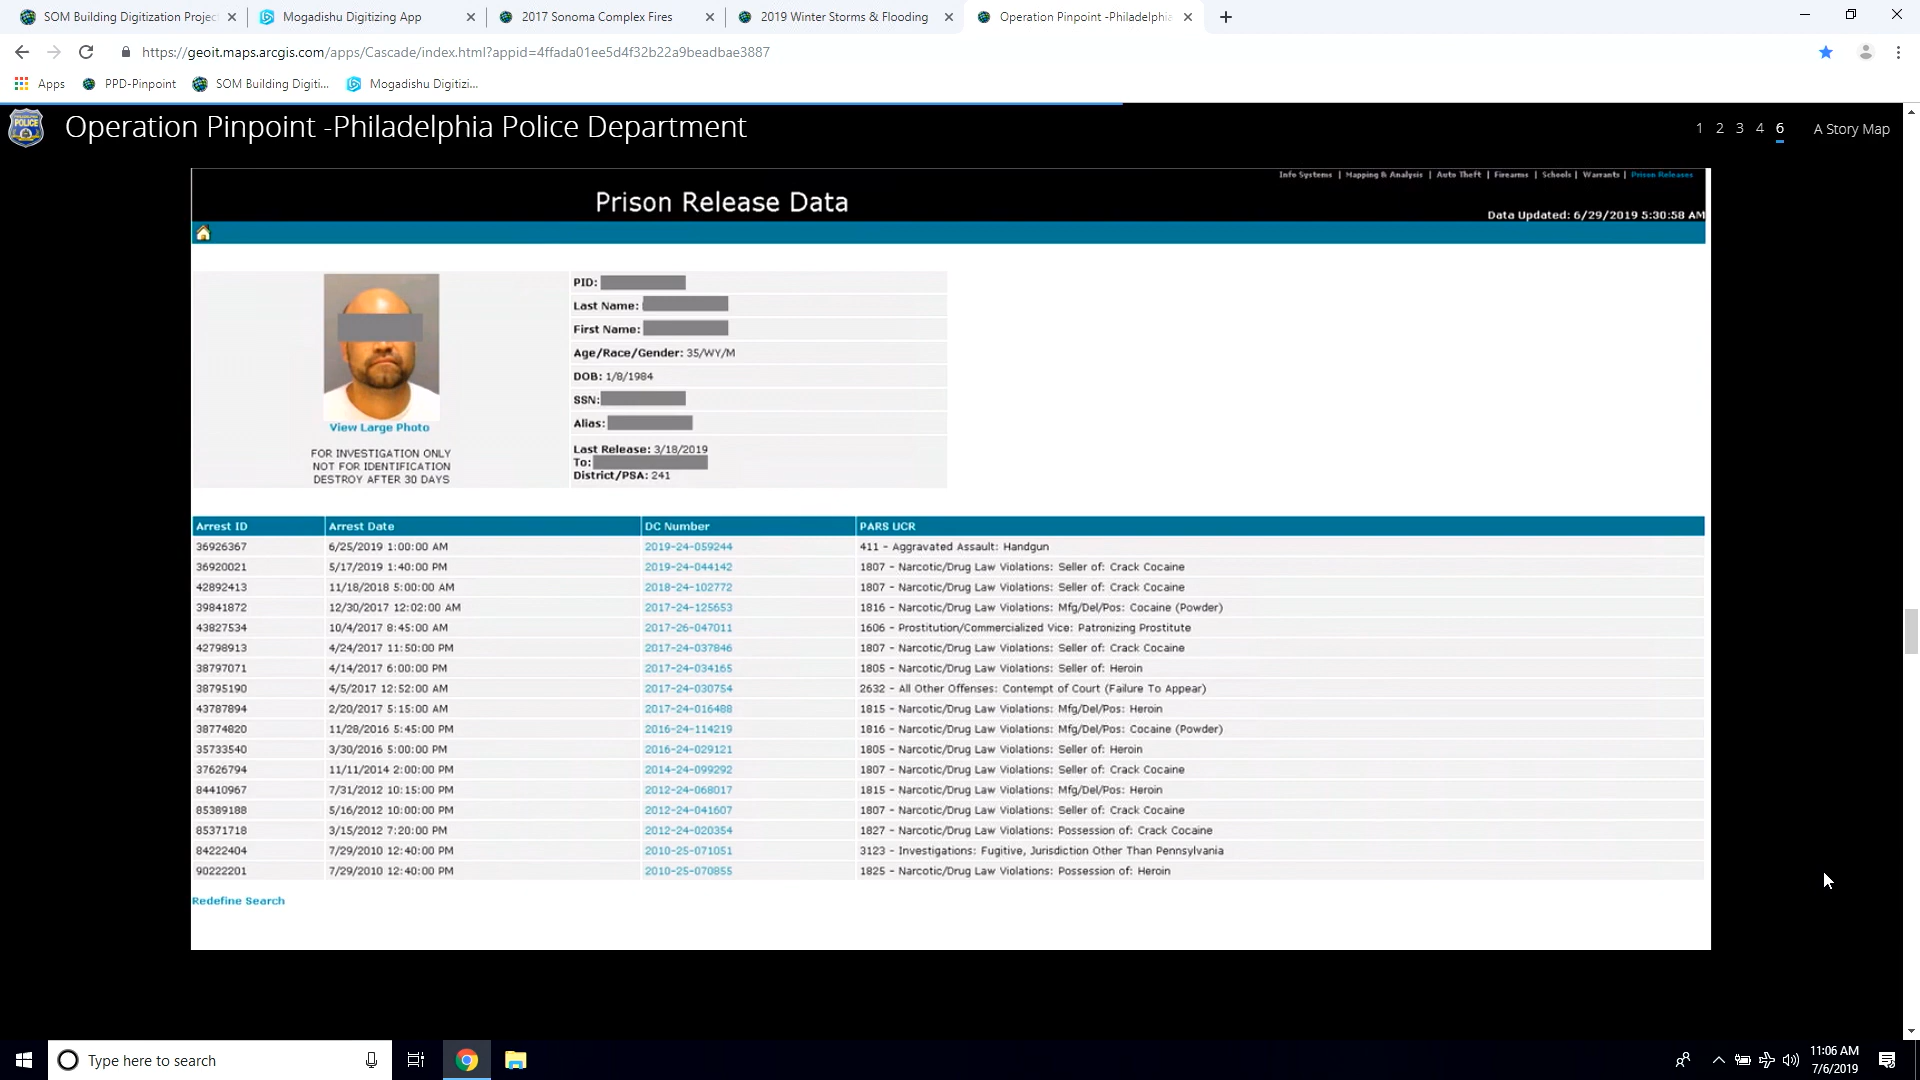 SOM Building Digitization Projec
Mogadishu Digitizing App
2017 Sonoma Complex Fires
2019 Winter Storms & Flooding
Operation Pinpoint -Philadelphia
https://geoit.maps.arcgis.com/apps/Cascade/index.html?appid=4ffada01ee5d4f32b22a9beadbae3887
Apps PPD-Pinpoint SOM Building Digiti... Mogadishu Digitizi...
POLICE
Operation Pinpoint -Philadelphia Police Department
1 2 3 4 6 A Story Map
Info Systems | Mapping & Analysis | Auto Theft | Firearms | Schools | Warrants | Prison Releases
Prison Release Data
Data Updated: 6/29/2019 5:30:58 AM
PID:
Last Name:
First Name:
Age/Race/Gender: 35/WY/M
DOB: 1/8/1984
SSN:
Alias:
Last Release: 3/18/2019
To:
District/PSA: 241
View Large Photo
FOR INVESTIGATION ONLY
NOT FOR IDENTIFICATION
DESTROY AFTER 30 DAYS
Arrest ID Arrest Date DC Number PARS UCR
36926367 6/25/2019 1:00:00 AM 2019-24-059244 411 - Aggravated Assault: Handgun
36920021 5/17/2019 1:40:00 PM 2019-24-044142 1807 - Narcotic/Drug Law Violations: Seller of: Crack Cocaine
42892413 11/18/2018 5:00:00 AM 2018-24-102772 1807 - Narcotic/Drug Law Violations: Seller of: Crack Cocaine
39841872 12/30/2017 12:02:00 AM 2017-24-125653 1816 - Narcotic/Drug Law Violations: Mfg/Del/Pos: Cocaine (Powder)
43827534 10/4/2017 8:45:00 AM 2017-26-047011 1606 - Prostitution/Commercialized Vice: Patronizing Prostitute
42798913 4/24/2017 11:50:00 PM 2017-24-037846 1807 - Narcotic/Drug Law Violations: Seller of: Crack Cocaine
38797071 4/14/2017 6:00:00 PM 2017-24-034165 1805 - Narcotic/Drug Law Violations: Seller of: Heroin
38795190 4/5/2017 12:52:00 AM 2017-24-030754 2632 - All Other Offenses: Contempt of Court (Failure To Appear)
43787894 2/20/2017 5:15:00 AM 2017-24-016488 1815 - Narcotic/Drug Law Violations: Mfg/Del/Pos: Heroin
38774820 11/28/2016 5:45:00 PM 2016-24-114219 1816 - Narcotic/Drug Law Violations: Mfg/Del/Pos: Cocaine (Powder)
35733540 3/30/2016 5:00:00 PM 2016-24-029121 1805 - Narcotic/Drug Law Violations: Seller of: Heroin
37626794 11/11/2014 2:00:00 PM 2014-24-099292 1807 - Narcotic/Drug Law Violations: Seller of: Crack Cocaine
84410967 7/31/2012 10:15:00 PM 2012-24-068017 1815 - Narcotic/Drug Law Violations: Mfg/Del/Pos: Heroin
85389188 5/16/2012 10:00:00 PM 2012-24-041607 1807 - Narcotic/Drug Law Violations: Seller of: Crack Cocaine
85371718 3/15/2012 7:20:00 PM 2012-24-020354 1827 - Narcotic/Drug Law Violations: Possession of: Crack Cocaine
84222404 7/29/2010 12:40:00 PM 2010-25-071051 3123 - Investigations: Fugitive, Jurisdiction Other Than Pennsylvania
90222201 7/29/2010 12:40:00 PM 2010-25-070855 1825 - Narcotic/Drug Law Violations: Possession of: Heroin
Redefine Search
Type here to search
11:06 AM
7/6/2019